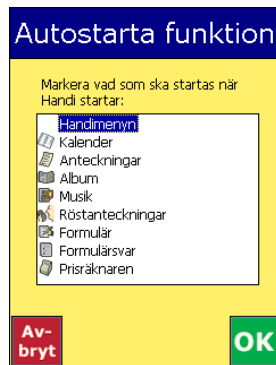 Autostarta funktion
Markera vad som ska startas när
Handi startar:
Handimenyn
Kalender
Anteckningar
Album
Musik
Röstanteckningar
Formulär
Formulärsvar
Prisräknaren
Av-
bryt
OK